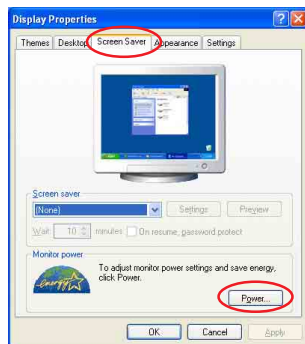 Display Properties
Themes Desktop Screen Saver Appearance Settings
Screen saver
(None) Settings Preview
Wait: 10 minutes On resume, password protect
Monitor power
To adjust monitor power settings and save energy,
click Power.
energy
Power...
OK Cancel Apply